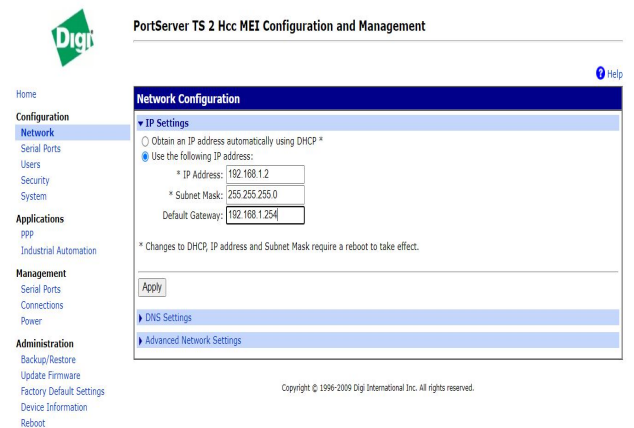 Digi
PortServer TS 2 Hcc MEI Configuration and Management
Help
Home
Configuration
Network
Serial Ports
Users
Security
System
Applications
PPP
Industrial Automation
Management
Serial Ports
Connections
Power
Administration
Backup/Restore
Update Firmware
Factory Default Settings
Device Information
Reboot
Network Configuration
IP Settings
Obtain an IP address automatically using DHCP *
Use the following IP address:
* IP Address: 192.168.1.2
* Subnet Mask: 255.255.255.0
Default Gateway: 192.168.1.254
* Changes to DHCP, IP address and Subnet Mask require a reboot to take effect.
Apply
DNS Settings
Advanced Network Settings
Copyright © 1996-2009 Digi International Inc. All rights reserved.